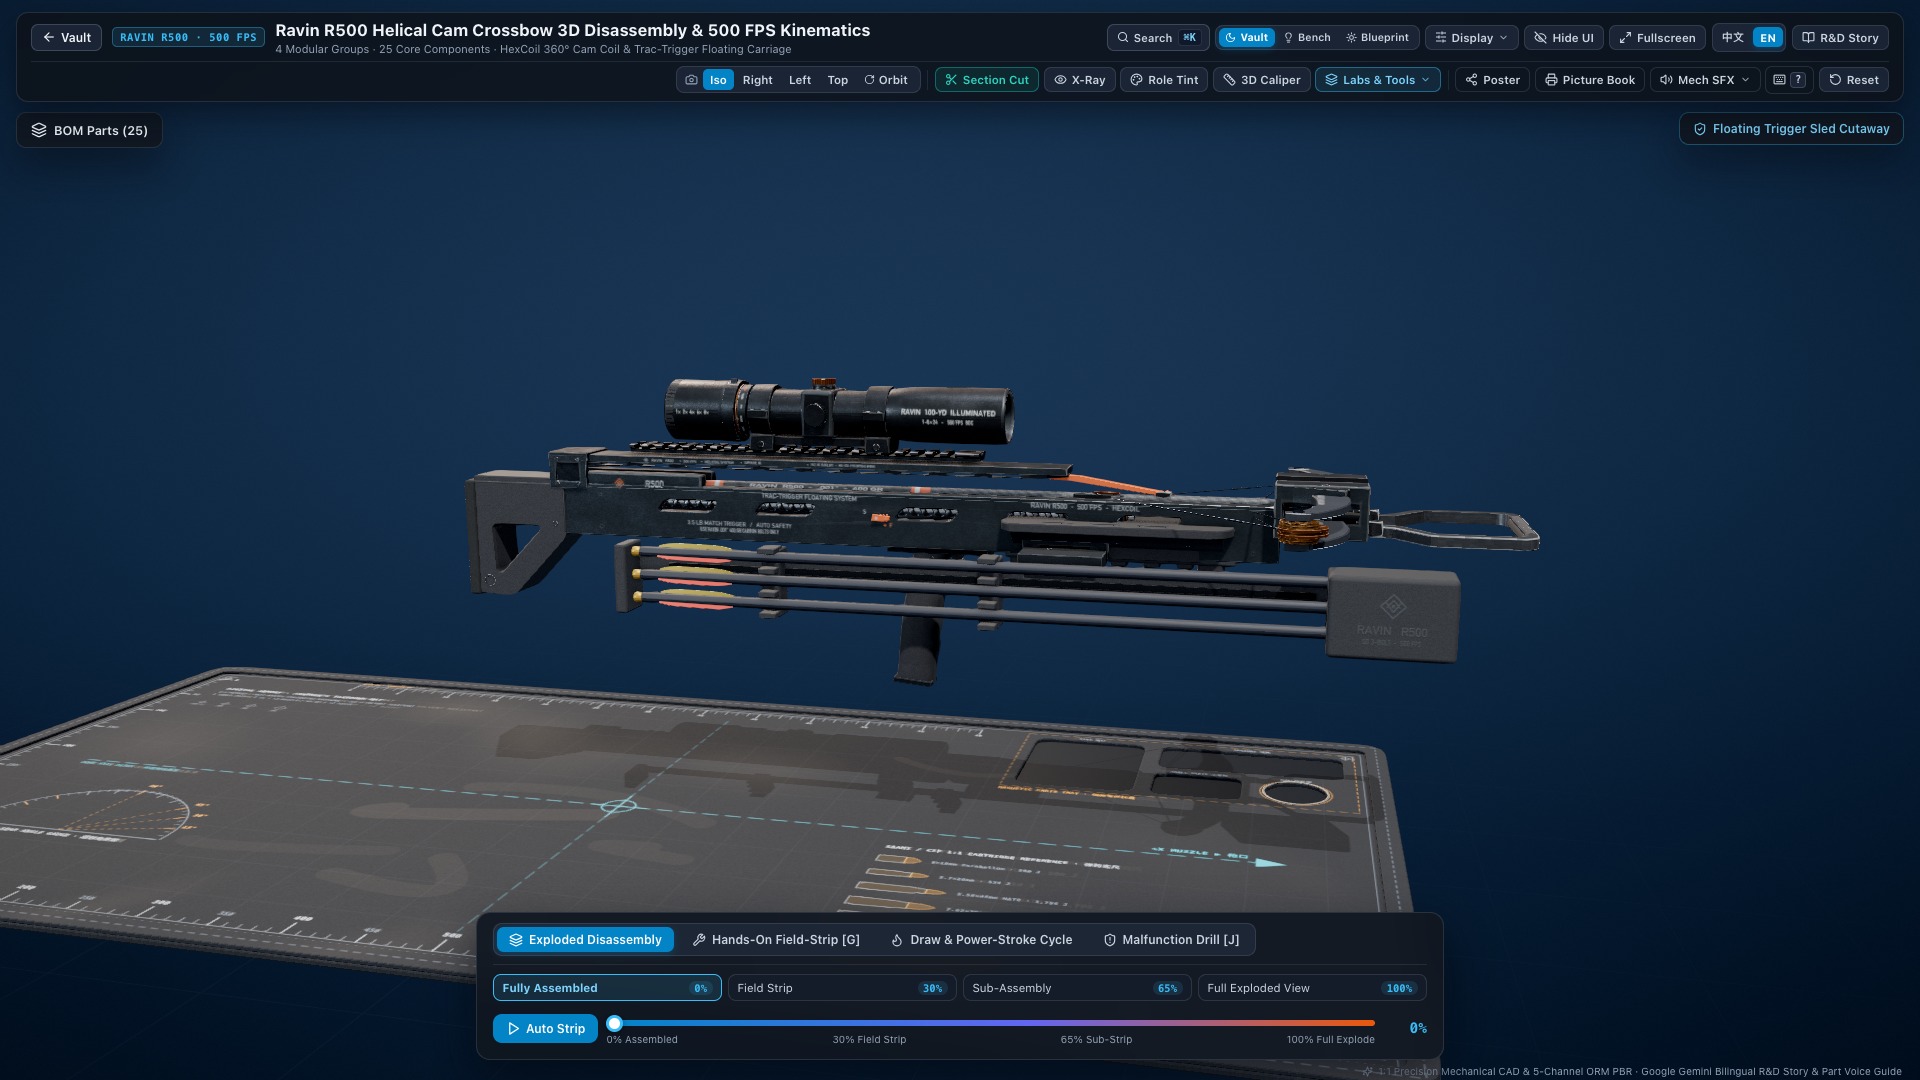 Vault
RAVIN R500 · 500 FPS
Ravin R500 Helical Cam Crossbow 3D Disassembly & 500 FPS Kinematics
4 Modular Groups · 25 Core Components · HexCoil 360° Cam Coil & Trac-Trigger Floating Carriage
Search ⌘K
Vault
Bench
Blueprint
Display
Hide UI
Fullscreen
中文
EN
R&D Story
Iso
Right
Left
Top
Orbit
Section Cut
X-Ray
Role Tint
3D Caliper
Labs & Tools
Poster
Picture Book
Mech SFX
?
Reset
BOM Parts (25)
Floating Trigger Sled Cutaway
RAVIN 100-YD ILLUMINATED
R500
TRAC-TRIGGER FLOATING SYSTEM
RAVIN R500 - 500 FPS - HEXCOIL
RAVIN R500
Exploded Disassembly
Hands-On Field-Strip [G]
Draw & Power-Stroke Cycle
Malfunction Drill [J]
Fully Assembled 0%
Field Strip 30%
Sub-Assembly 65%
Full Exploded View 100%
Auto Strip
0%
0% Assembled
30% Field Strip
65% Sub-Strip
100% Full Explode
1:1 Precision Mechanical CAD & 5-Channel ORM PBR · Google Gemini Bilingual R&D Story & Part Voice Guide